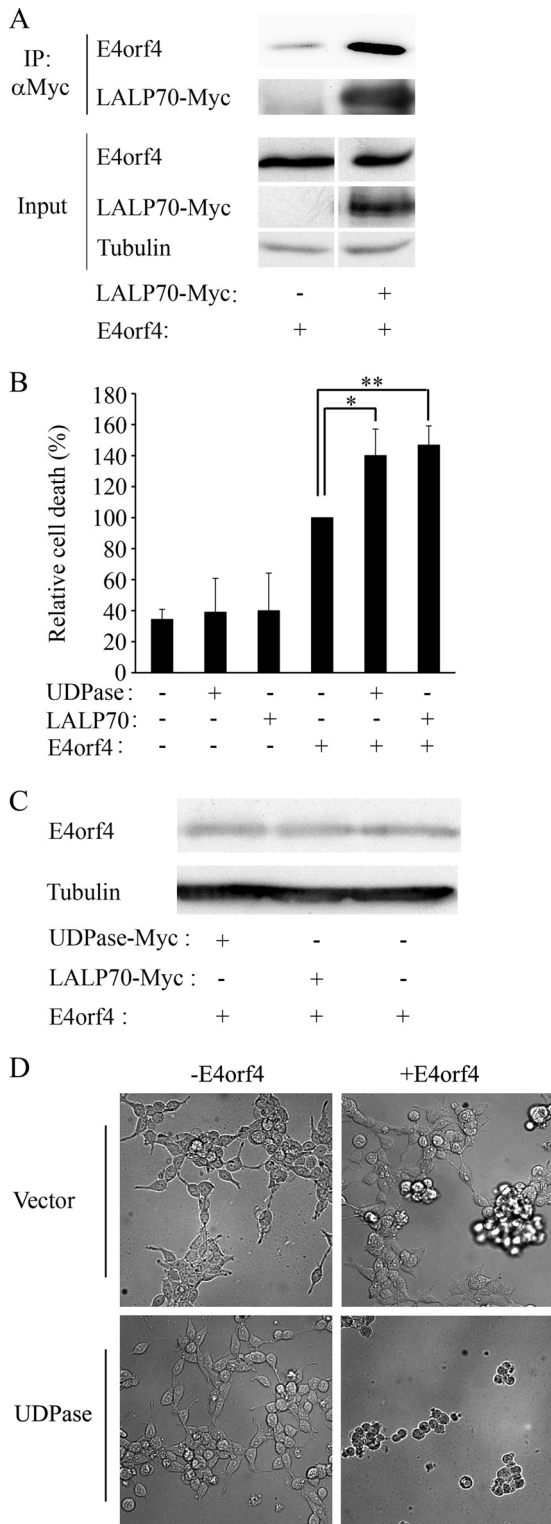 A
IP:
αMyc
E4orf4
LALP70-Myc
Input
E4orf4
LALP70-Myc
Tubulin
LALP70-Myc: - +
E4orf4: + +
B
Relative cell death (%)
180
160
140
120
100
80
60
40
20
0
*
**
UDPase: - + - - + -
LALP70: - - + - - +
E4orf4: - - - + + +
C
E4orf4
Tubulin
UDPase-Myc : + - -
LALP70-Myc : - + -
E4orf4 : + + +
D
-E4orf4 +E4orf4
Vector
UDPase